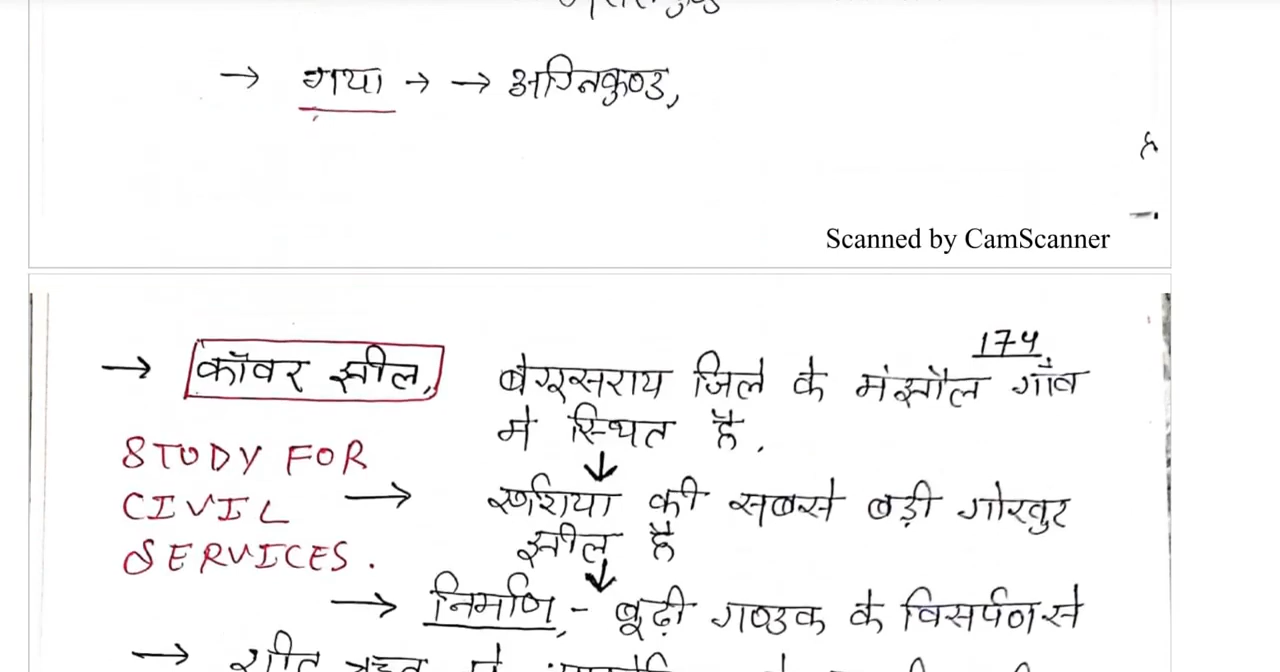 → गया → → अग्निकुण्ड,
Scanned by CamScanner
174
→ कॉवर झील, बेगूसराय जिले के मंझौल गाँव
में स्थित है.
↓
STUDY FOR
CIVIL → एशिया की सबसे बड़ी गोखुर
झील है
SERVICES.
↓
→ निर्माण,- बूढ़ी गण्डक के विसर्पण से
→ शीत